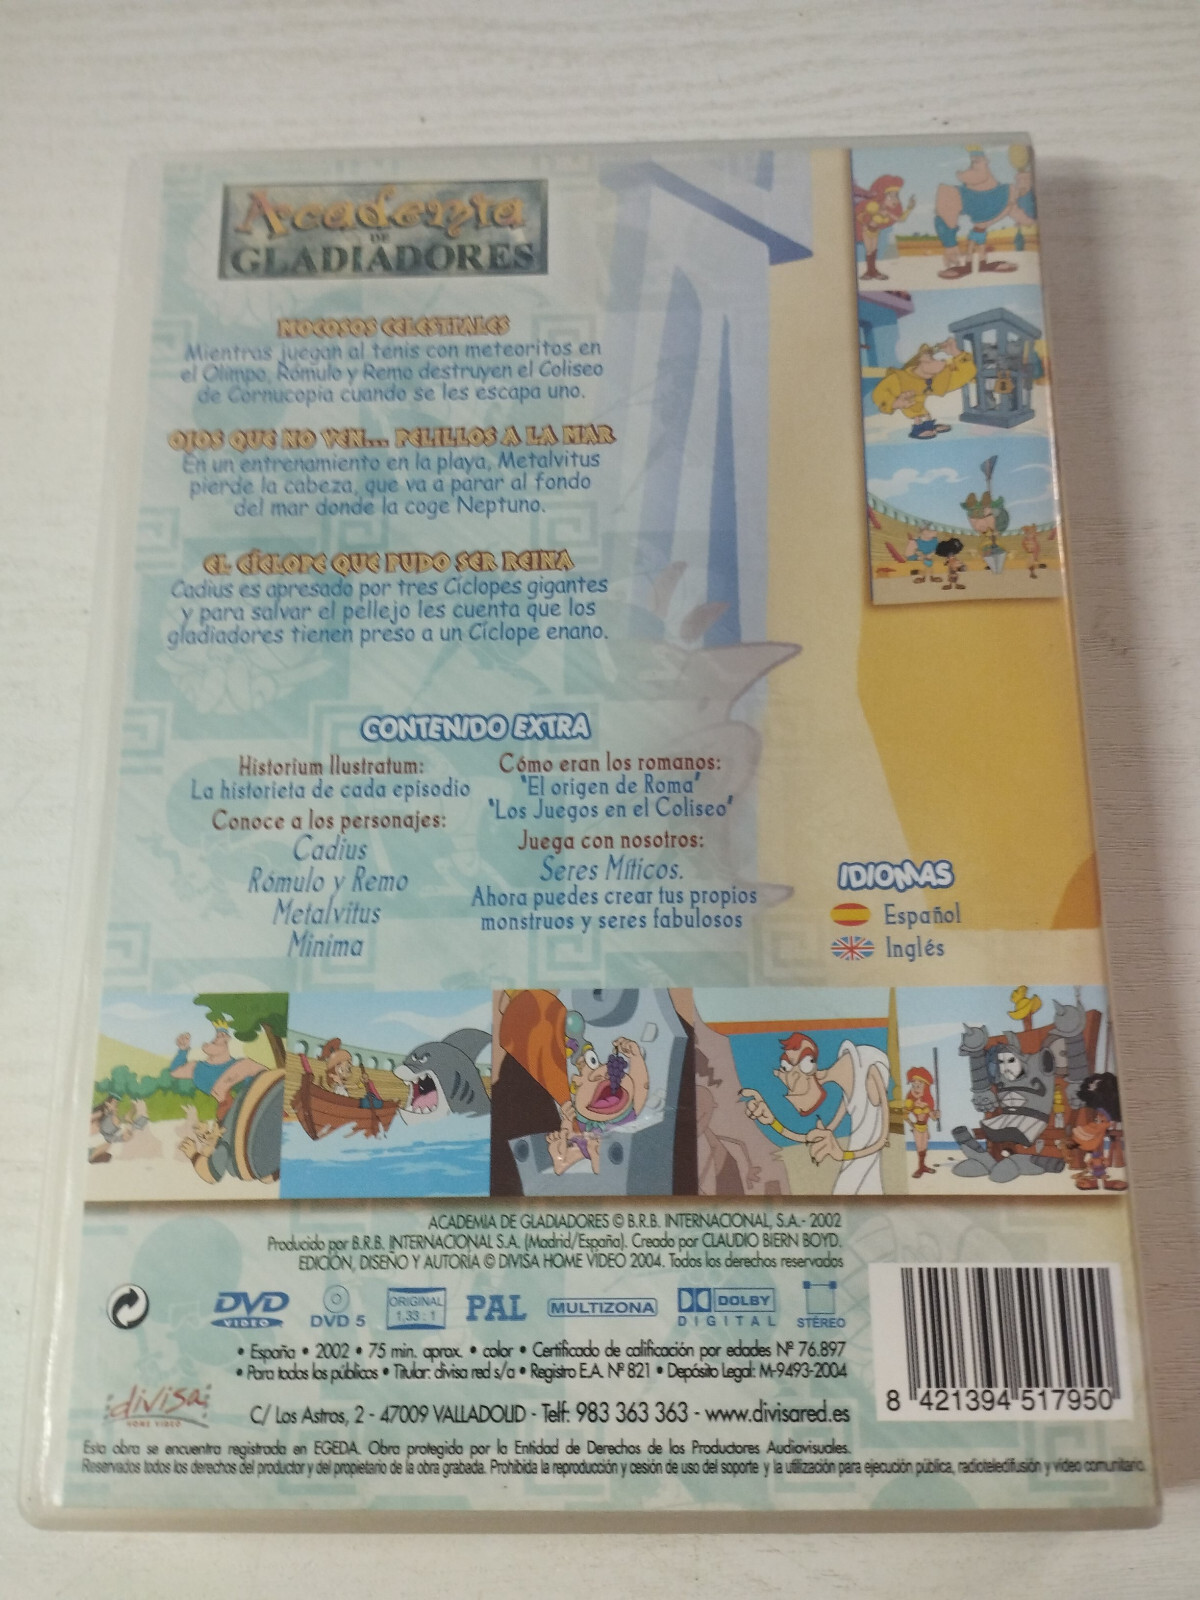 Academia
DE
GLADIADORES
MOCOSOS CELESTIALES
Mientras juegan al tenis con meteoritos en
el Olimpo, Rómulo y Remo destruyen el Coliseo
de Cornucopia cuando se les escapa uno.
OJOS QUE NO VEN... PELILLOS A LA MAR
En un entrenamiento en la playa, Metalvitus
pierde la cabeza, que va a parar al fondo
del mar donde la coge Neptuno.
EL CÍCLOPE QUE PUDO SER REINA
Cadius es apresado por tres Cíclopes gigantes
y para salvar el pellejo les cuenta que los
gladiadores tienen preso a un Cíclope enano.
CONTENIDO EXTRA
Historium Ilustratum:
La historieta de cada episodio
Conoce a los personajes:
Cadius
Rómulo y Remo
Metalvitus
Minima
Cómo eran los romanos:
"El origen de Roma"
"Los Juegos en el Coliseo"
Juega con nosotros:
Seres Míticos.
Ahora puedes crear tus propios
monstruos y seres fabulosos
IDIOMAS
Español
Inglés
ACADEMIA DE GLADIADORES © B.R.B. INTERNACIONAL, S.A.- 2002
Producido por B.R.B. INTERNACIONAL S.A. (Madrid/España). Creado por CLAUDIO BIERN BOYD.
EDICIÓN, DISEÑO Y AUTORÍA © DIVISA HOME VIDEO 2004. Todos los derechos reservados
DVD VIDEO
DVD 5
ORIGINAL 1,33:1
PAL
MULTIZONA
DOLBY DIGITAL
STÉREO
• España • 2002 • 75 min. aprox. • color • Certificado de calificación por edades Nº 76.897
• Para todos los públicos • Titular: divisa red s/a • Registro E.A. Nº 821 • Depósito Legal: M-9493-2004
divisa
HOME VIDEO
C/ Los Astros, 2 - 47009 VALLADOLID - Telf: 983 363 363 - www.divisared.es
8 421394 517950
Esta obra se encuentra registrada en EGEDA. Obra protegida por la Entidad de Derechos de los Productores Audiovisuales.
Reservados todos los derechos del productor y del propietario de la obra grabada. Prohibida la reproducción y cesión de uso del soporte y la utilización para ejecución pública, radioteledifusión y vídeo comunitario.